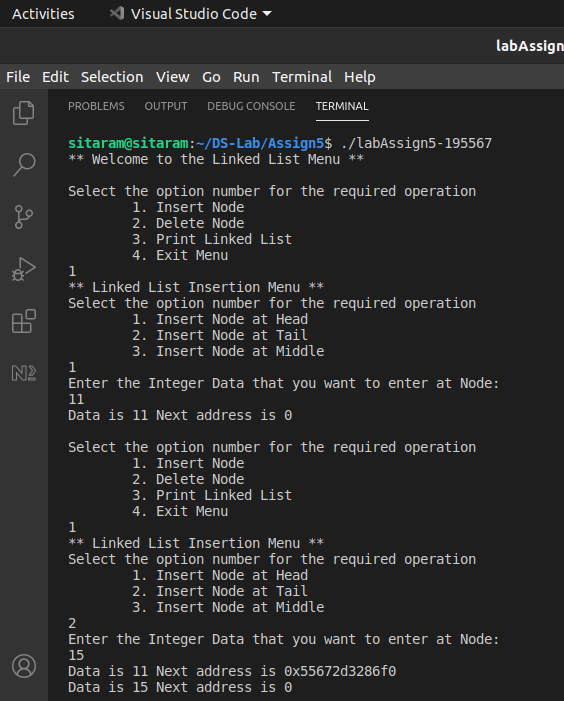 Activities Visual Studio Code
labAssign
File Edit Selection View Go Run Terminal Help
PROBLEMS OUTPUT DEBUG CONSOLE TERMINAL
sitaram@sitaram:~/DS-Lab/Assign5$ ./labAssign5-195567
** Welcome to the Linked List Menu **
Select the option number for the required operation
1. Insert Node
2. Delete Node
3. Print Linked List
4. Exit Menu
1
** Linked List Insertion Menu **
Select the option number for the required operation
1. Insert Node at Head
2. Insert Node at Tail
3. Insert Node at Middle
1
Enter the Integer Data that you want to enter at Node:
11
Data is 11 Next address is 0
Select the option number for the required operation
1. Insert Node
2. Delete Node
3. Print Linked List
4. Exit Menu
1
** Linked List Insertion Menu **
Select the option number for the required operation
1. Insert Node at Head
2. Insert Node at Tail
3. Insert Node at Middle
2
Enter the Integer Data that you want to enter at Node:
15
Data is 11 Next address is 0x55672d3286f0
Data is 15 Next address is 0